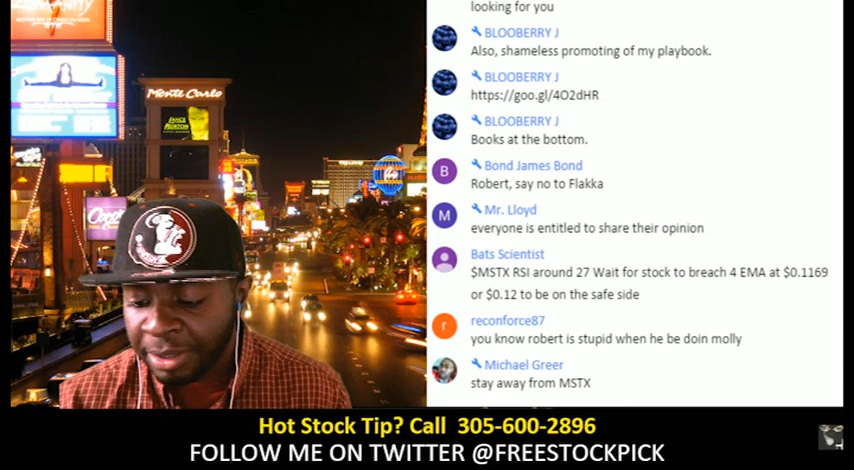 UMANITY
Monte Carlo
LANCE
BURTON
looking for you
BLOOBERRY J
Also, shameless promoting of my playbook.
BLOOBERRY J
https://goo.gl/4O2dHR
BLOOBERRY J
Books at the bottom.
B
Bond James Bond
Robert, say no to Flakka
M
Mr. Lloyd
everyone is entitled to share their opinion
Bats Scientist
$MSTX RSI around 27 Wait for stock to breach 4 EMA at $0.1169
or $0.12 to be on the safe side
r
reconforce87
you know robert is stupid when he be doin molly
Michael Greer
stay away from MSTX
Hot Stock Tip? Call 305-600-2896
FOLLOW ME ON TWITTER @FREESTOCKPICK